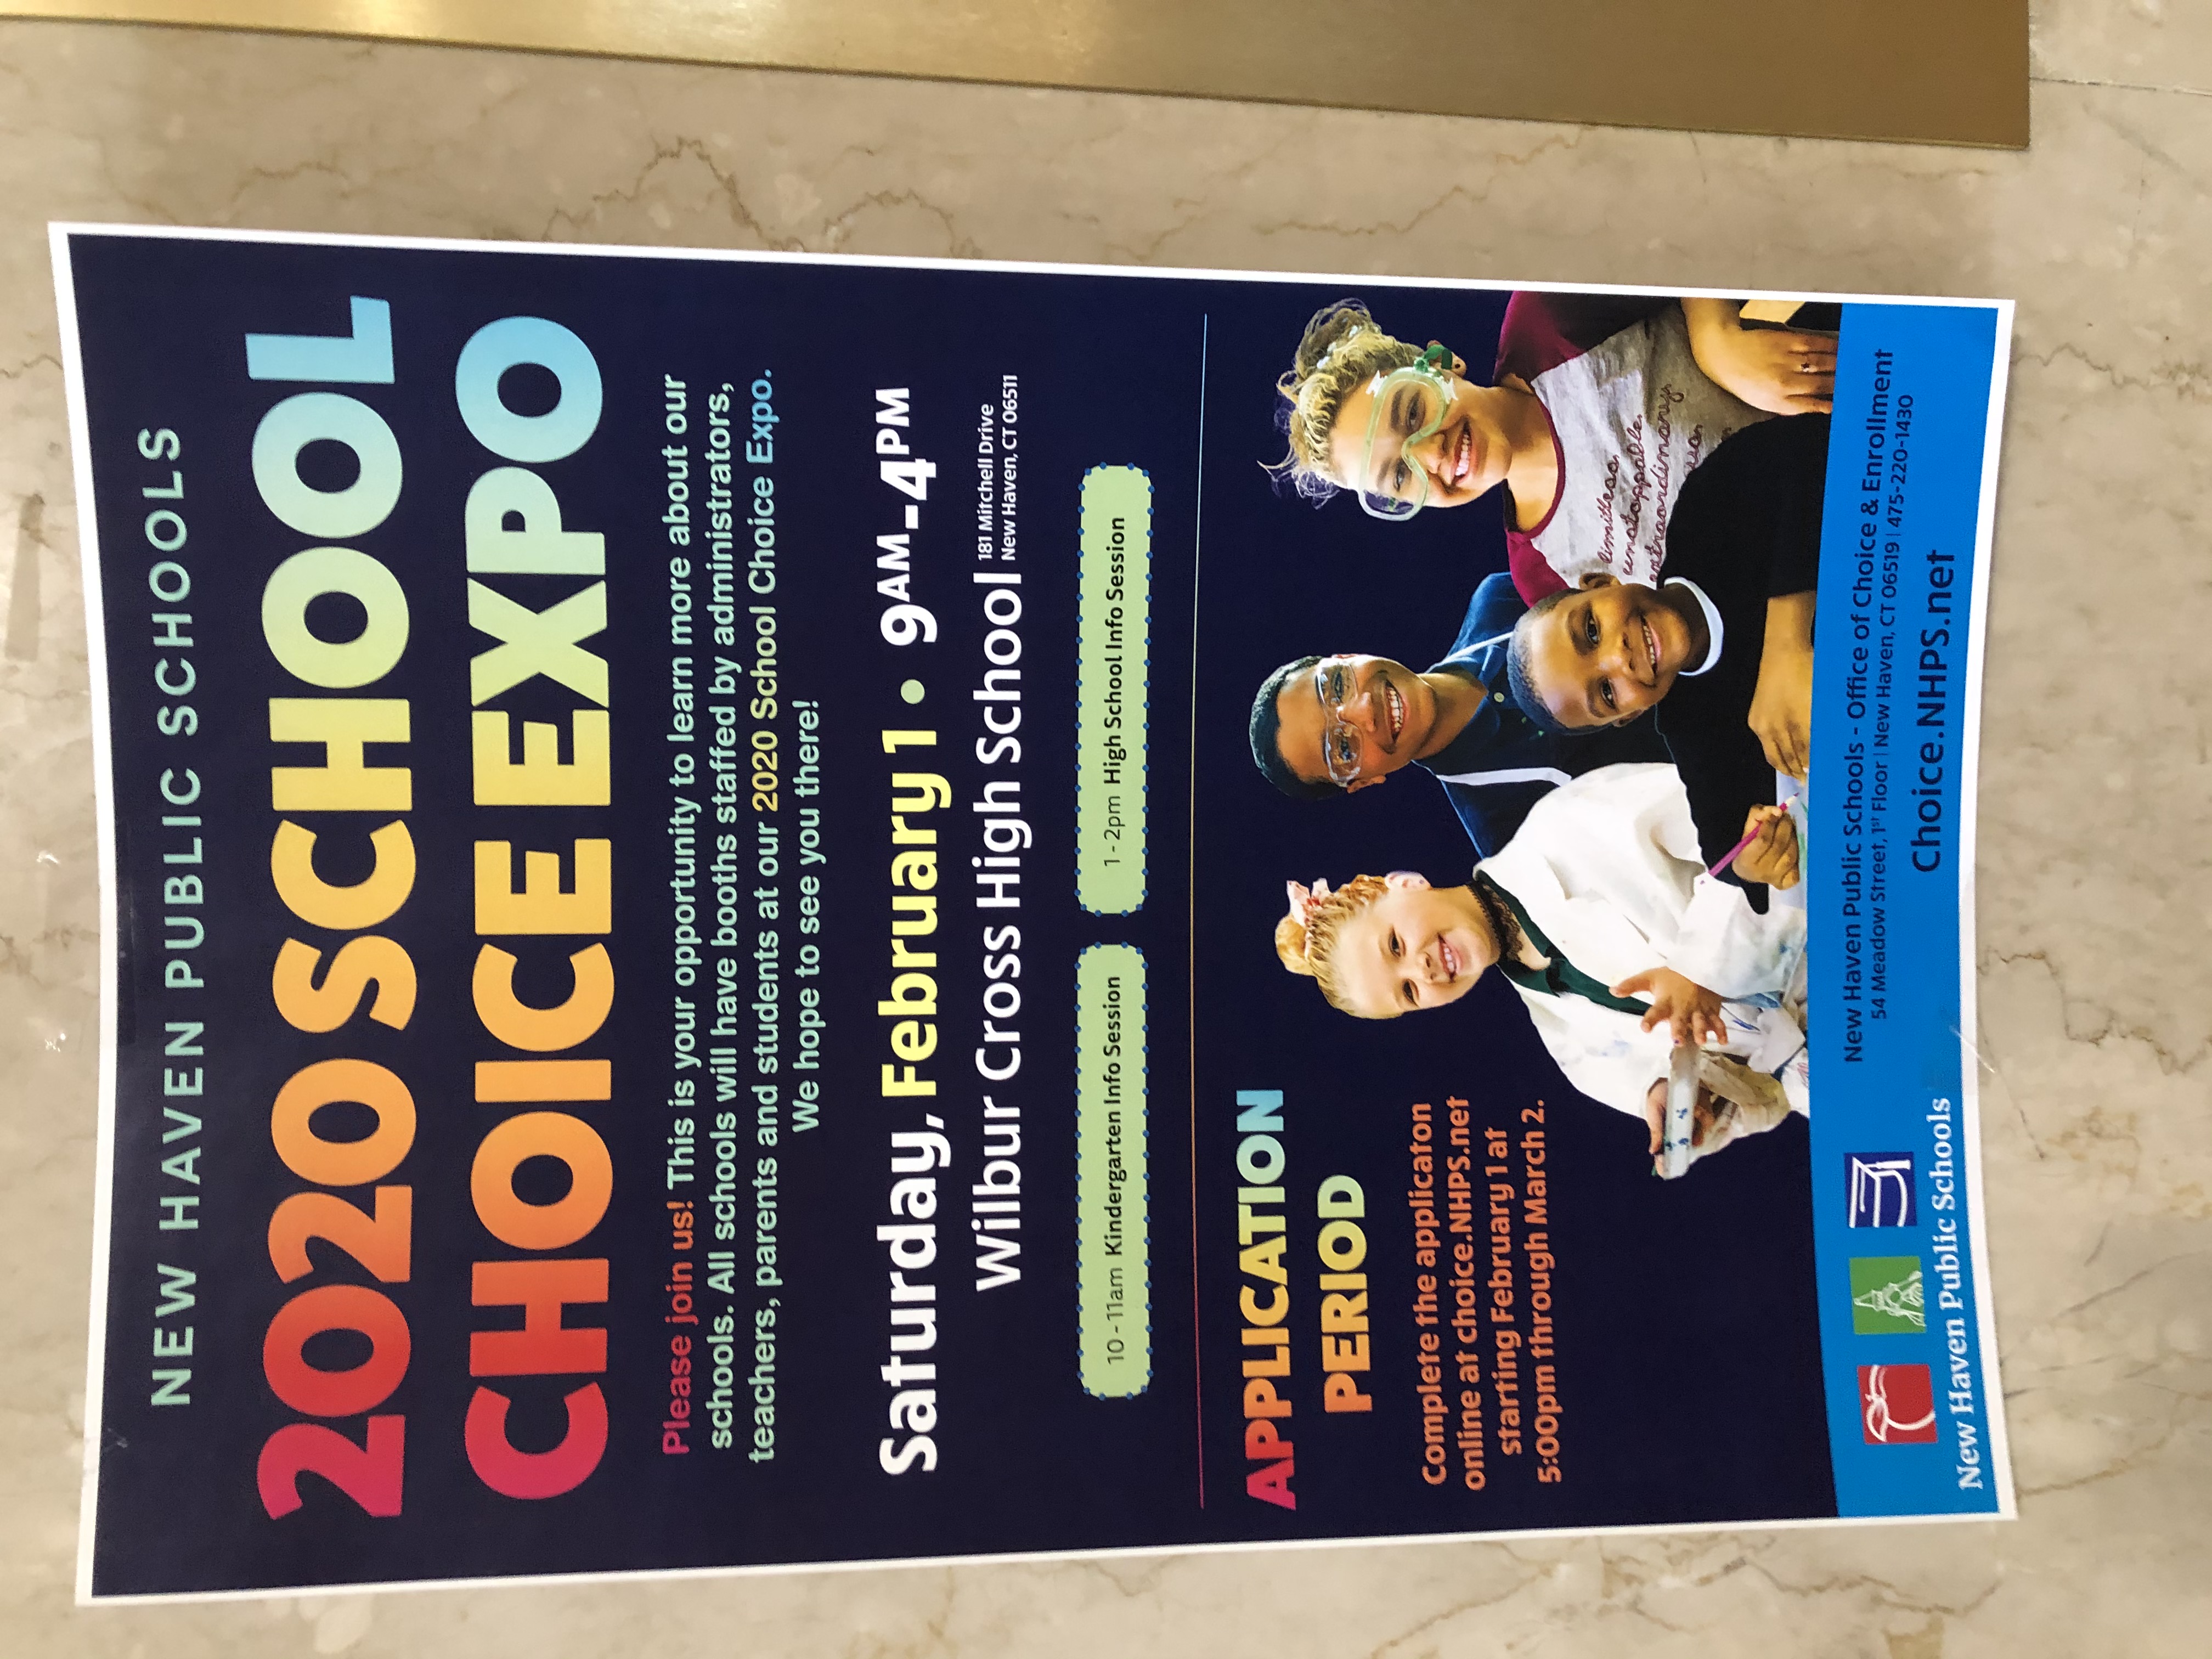 NEW HAVEN PUBLIC SCHOOLS
2020 SCHOOL
CHOICE EXPO
Please join us! This is your opportunity to learn more about our
schools. All schools will have booths staffed by administrators,
teachers, parents and students at our 2020 School Choice Expo.
We hope to see you there!
Saturday, February 1 • 9AM-4PM
Wilbur Cross High School
181 Mitchell Drive
New Haven, CT 06511
10 - 11am Kindergarten Info Session
1 - 2pm High School Info Session
APPLICATION
PERIOD
Complete the applicaton
online at choice.NHPS.net
starting February 1 at
5:00pm through March 2.
limitless,
unstoppable,
extraordinary,
New Haven Public Schools
New Haven Public Schools - Office of Choice & Enrollment
54 Meadow Street, 1st Floor | New Haven, CT 06519 | 475-220-1430
Choice.NHPS.net